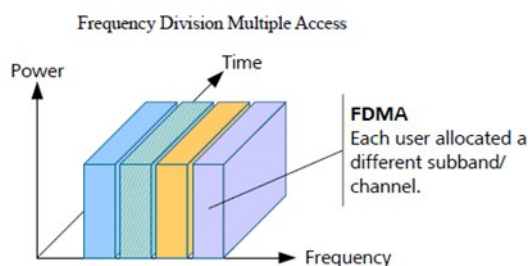 Frequency Division Multiple Access
Power
Time
FDMA
Each user allocated a
different subband/
channel.
Frequency